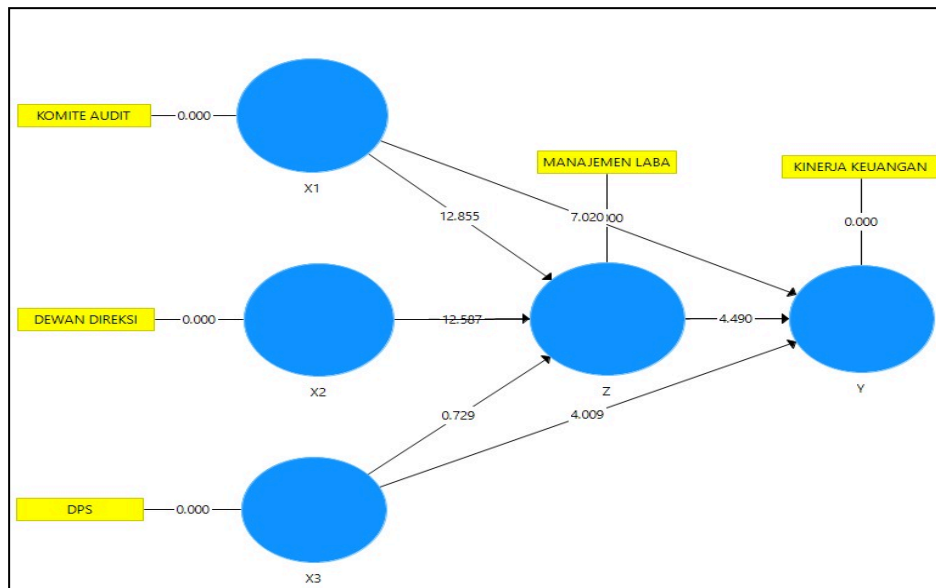 KOMITE AUDIT
0.000
X1
MANAJEMEN LABA
KINERJA KEUANGAN
12.855
7.020
0.000
DEWAN DIREKSI
0.000
X2
12.587
Z
4.490
Y
0.729
4.009
DPS
0.000
X3